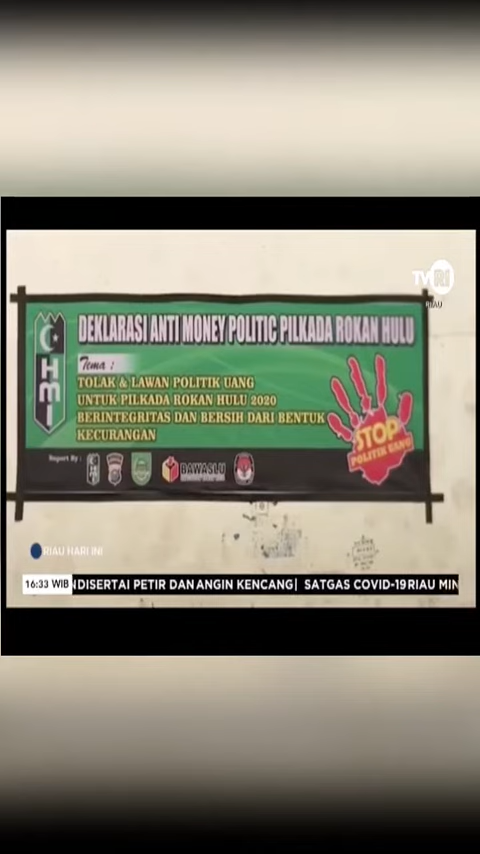 TVRI
RIAU
DEKLARASI ANTI MONEY POLITIC PILKADA ROKAN HULU
HMI
Tema :
TOLAK & LAWAN POLITIK UANG
UNTUK PILKADA ROKAN HULU 2020
BERINTEGRITAS DAN BERSIH DARI BENTUK
KECURANGAN
STOP
POLITIK UANG
Suport By :
BAWASLU
RIAU HARI INI
16:33 WIB
DISERTAI PETIR DAN ANGIN KENCANG| SATGAS COVID-19 RIAU MIN